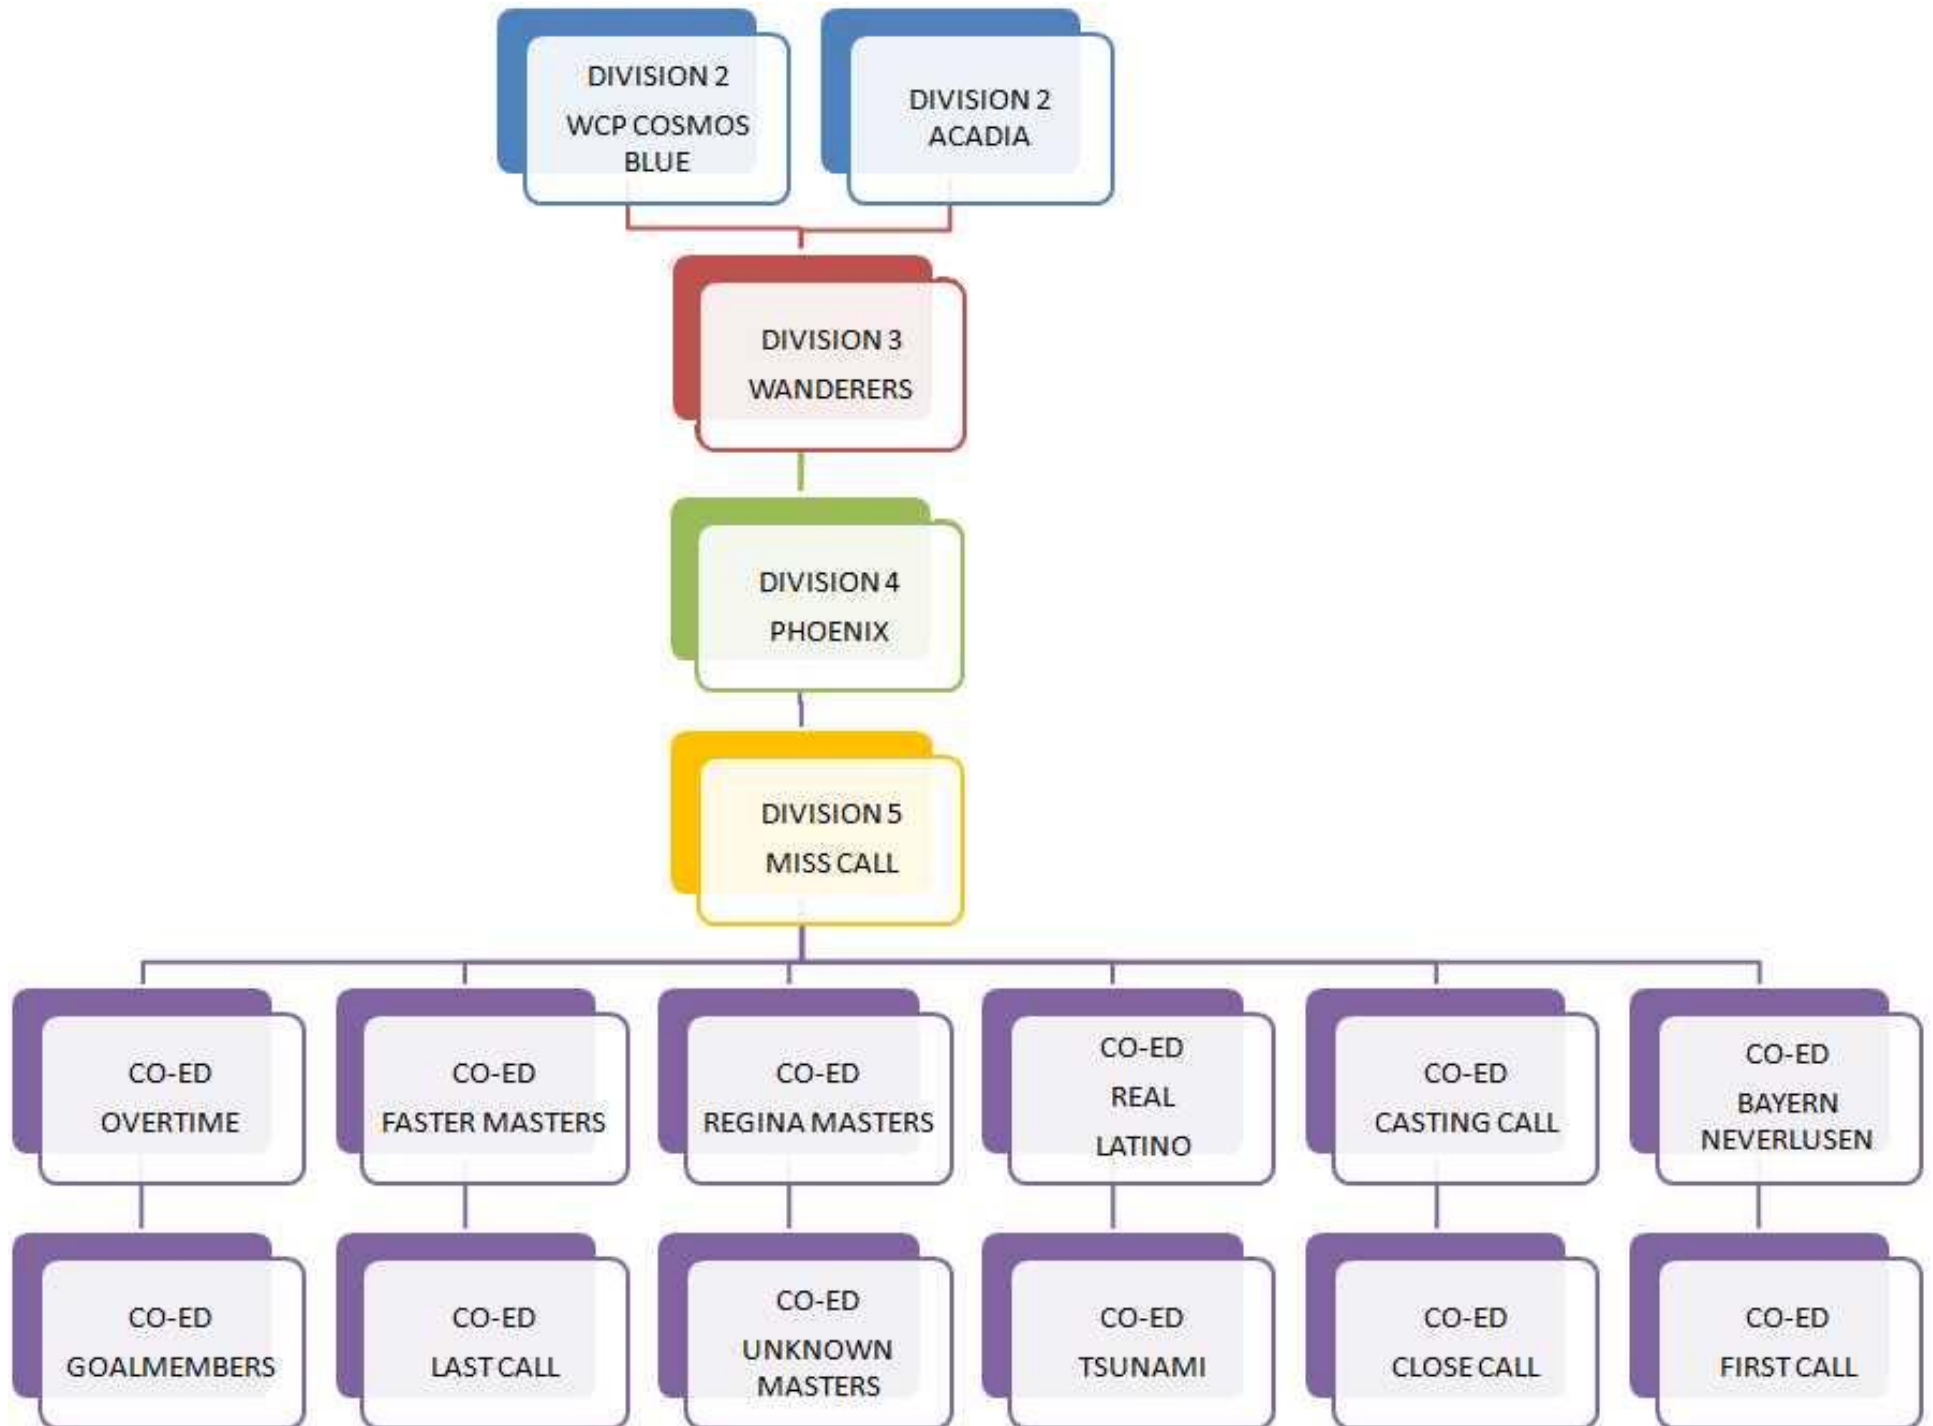 DIVISION 2
WCP COSMOS
BLUE
DIVISION 2
ACADIA
DIVISION 3
WANDERERS
DIVISION 4
PHOENIX
DIVISION 5
MISS CALL
CO-ED
OVERTIME
CO-ED
FASTER MASTERS
CO-ED
REGINA MASTERS
CO-ED
REAL
LATINO
CO-ED
CASTING CALL
CO-ED
BAYERN
NEVERLUSEN
CO-ED
GOALMEMBERS
CO-ED
LAST CALL
CO-ED
UNKNOWN
MASTERS
CO-ED
TSUNAMI
CO-ED
CLOSE CALL
CO-ED
FIRST CALL